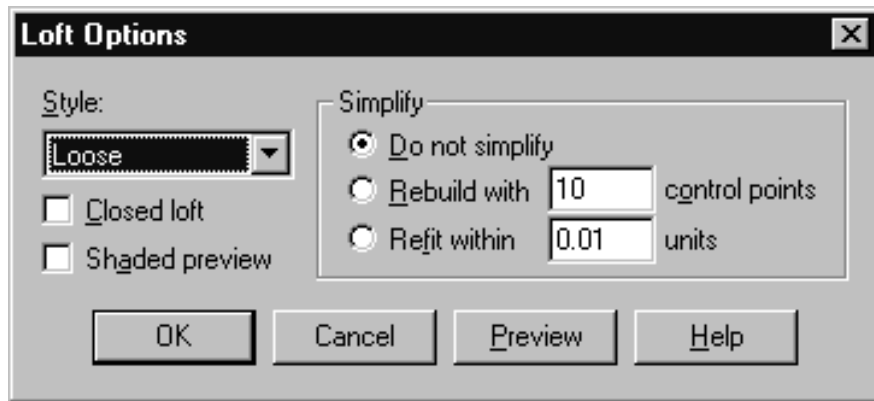 Loft Options
Style:
Loose
Closed loft
Shaded preview
Simplify
Do not simplify
Rebuild with 10 control points
Refit within 0.01 units
OK Cancel Preview Help